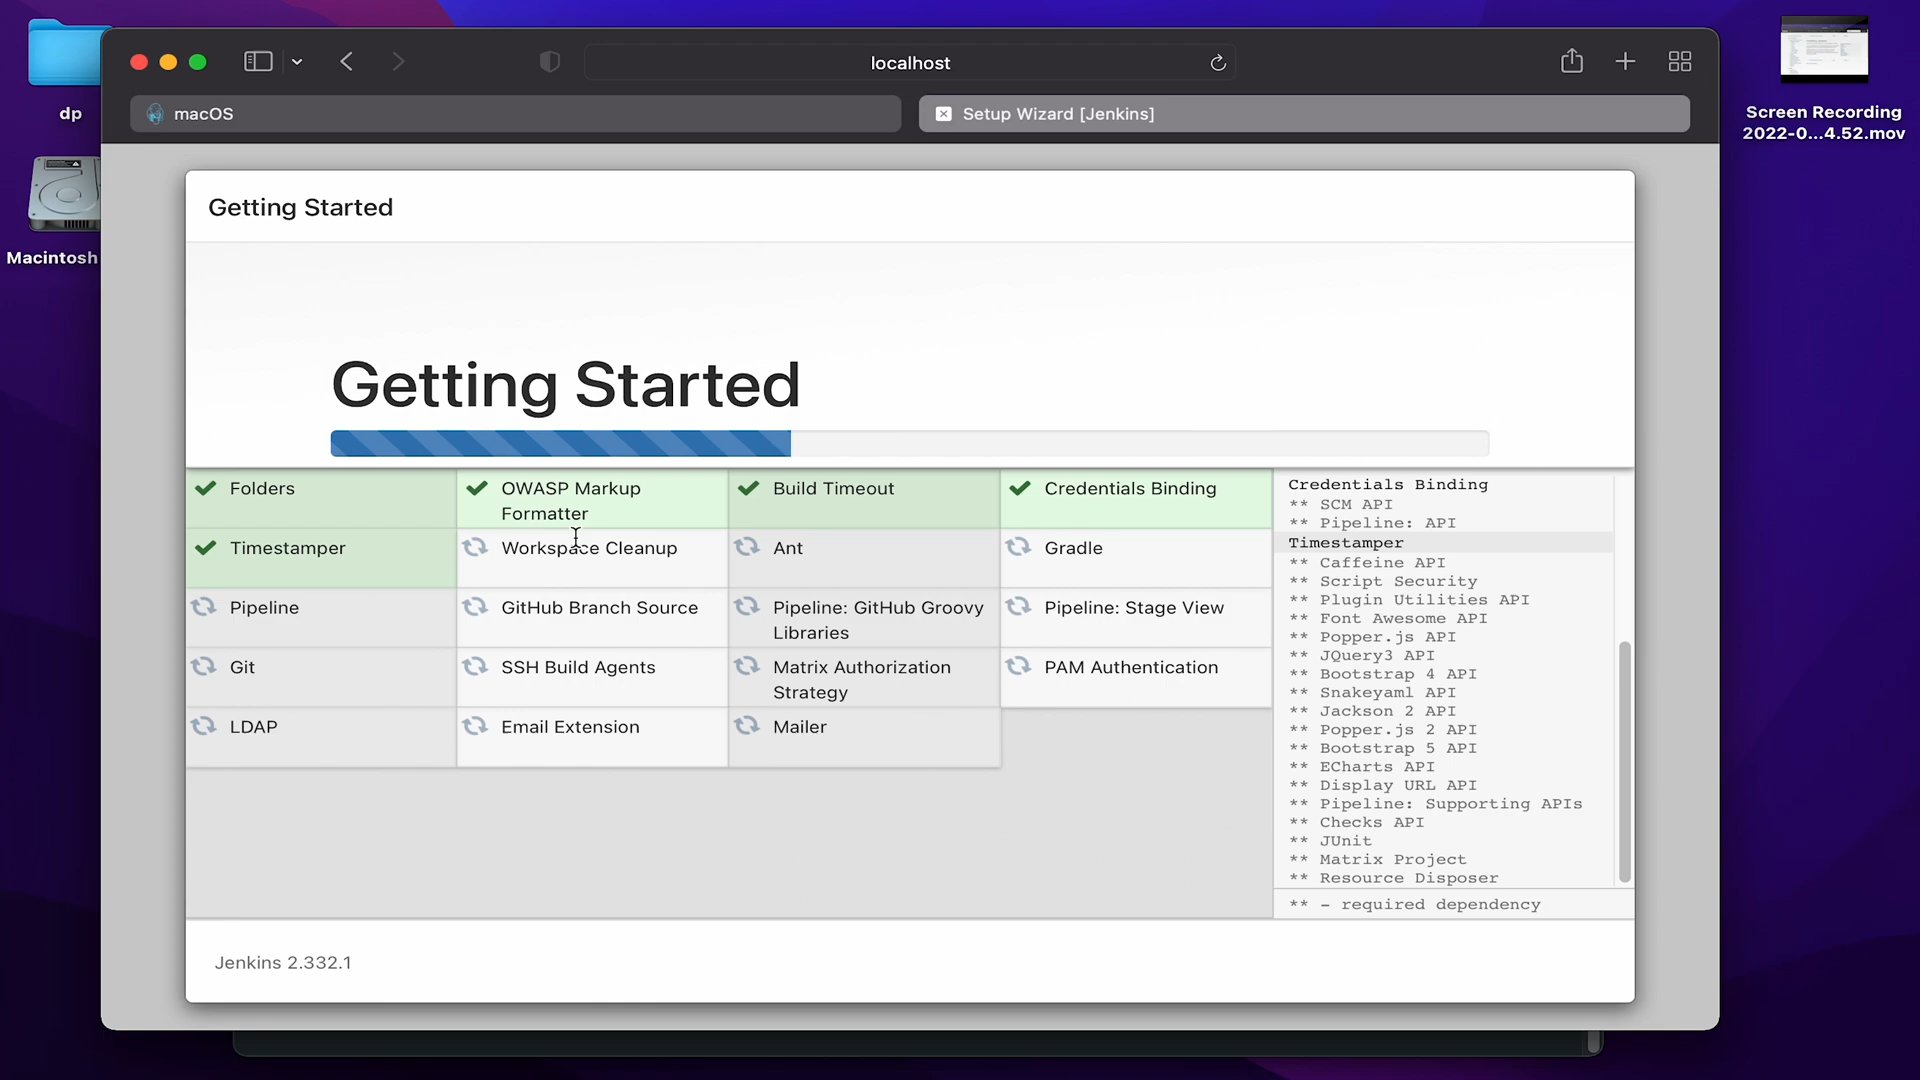 dp
Macintosh
Screen Recording
2022-0...4.52.mov
localhost
macOS
Setup Wizard [Jenkins]
Getting Started
Getting Started
Folders
OWASP Markup
Formatter
Build Timeout
Credentials Binding
Timestamper
Workspace Cleanup
Ant
Gradle
Pipeline
GitHub Branch Source
Pipeline: GitHub Groovy
Libraries
Pipeline: Stage View
Git
SSH Build Agents
Matrix Authorization
Strategy
PAM Authentication
LDAP
Email Extension
Mailer
Credentials Binding
** SCM API
** Pipeline: API
Timestamper
** Caffeine API
** Script Security
** Plugin Utilities API
** Font Awesome API
** Popper.js API
** JQuery3 API
** Bootstrap 4 API
** Snakeyaml API
** Jackson 2 API
** Popper.js 2 API
** Bootstrap 5 API
** ECharts API
** Display URL API
** Pipeline: Supporting APIs
** Checks API
** JUnit
** Matrix Project
** Resource Disposer
** - required dependency
Jenkins 2.332.1